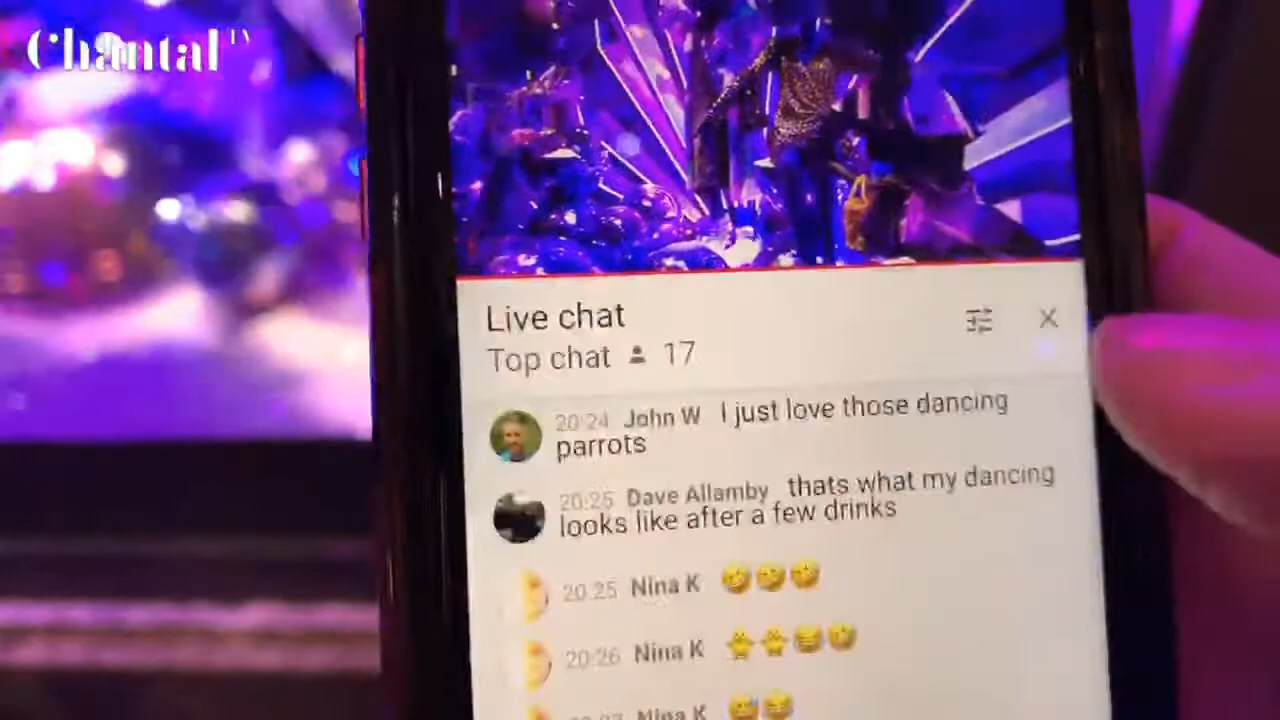 Chantal TV
Live chat
Top chat 17
20:24 John W I just love those dancing
parrots
20:25 Dave Allamby thats what my dancing
looks like after a few drinks
20:25 Nina K
20:26 Nina K
Nina K